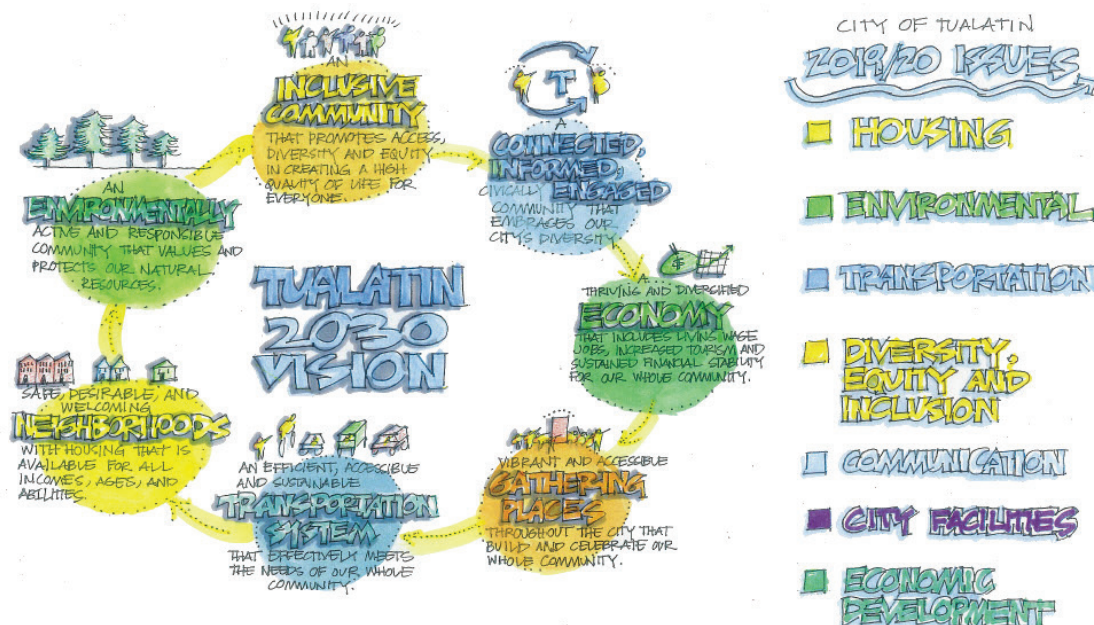 AN
INCLUSIVE
COMMUNITY
THAT PROMOTES ACCESS,
DIVERSITY AND EQUITY
IN CREATING A HIGH
QUALITY OF LIFE FOR
EVERYONE.
T
A
CONNECTED,
INFORMED,
CIVICALLY ENGAGED
COMMUNITY THAT
EMBRASES OUR
CITY'S DIVERSITY
$
A
THRIVING AND DIVERSIFIED
ECONOMY
THAT INCLUDES LIVING WAGE
JOBS, INCREASED TOURISM AND
SUSTAINED FINANCIAL STABILITY
FOR OUR WHOLE COMMUNITY.
VIBRANT AND ACCESSIBLE
GATHERING
PLACES
THROUGHOUT THE CITY THAT
BUILD AND CELEBRATE OUR
WHOLE COMMUNITY.
AN EFFICIENT, ACCESSIBLE
AND SUSTAINABLE
TRANSPORTATION
SYSTEM
THAT EFFECTIVELY MEETS
THE NEEDS OF OUR WHOLE
COMMUNITY.
SAFE, DESIRABLE, AND
WELCOMING
NEIGHBORHOODS
WITH HOUSING THAT IS
AVAILABLE FOR ALL
INCOMES, AGES, AND
ABILITIES.
AN
ENVIRONMENTALLY
ACTIVE AND RESPONSIBLE
COMMUNITY THAT VALUES AND
PROTECTS OUR NATURAL
RESOURCES.
TUALATIN
2030
VISION
CITY OF TUALATIN
2019/20 ISSUES
HOUSING
ENVIRONMENTAL
TRANSPORTATION
DIVERSITY,
EQUITY AND
INCLUSION
COMMUNICATION
CITY FACILITIES
ECONOMIC
DEVELOPMENT